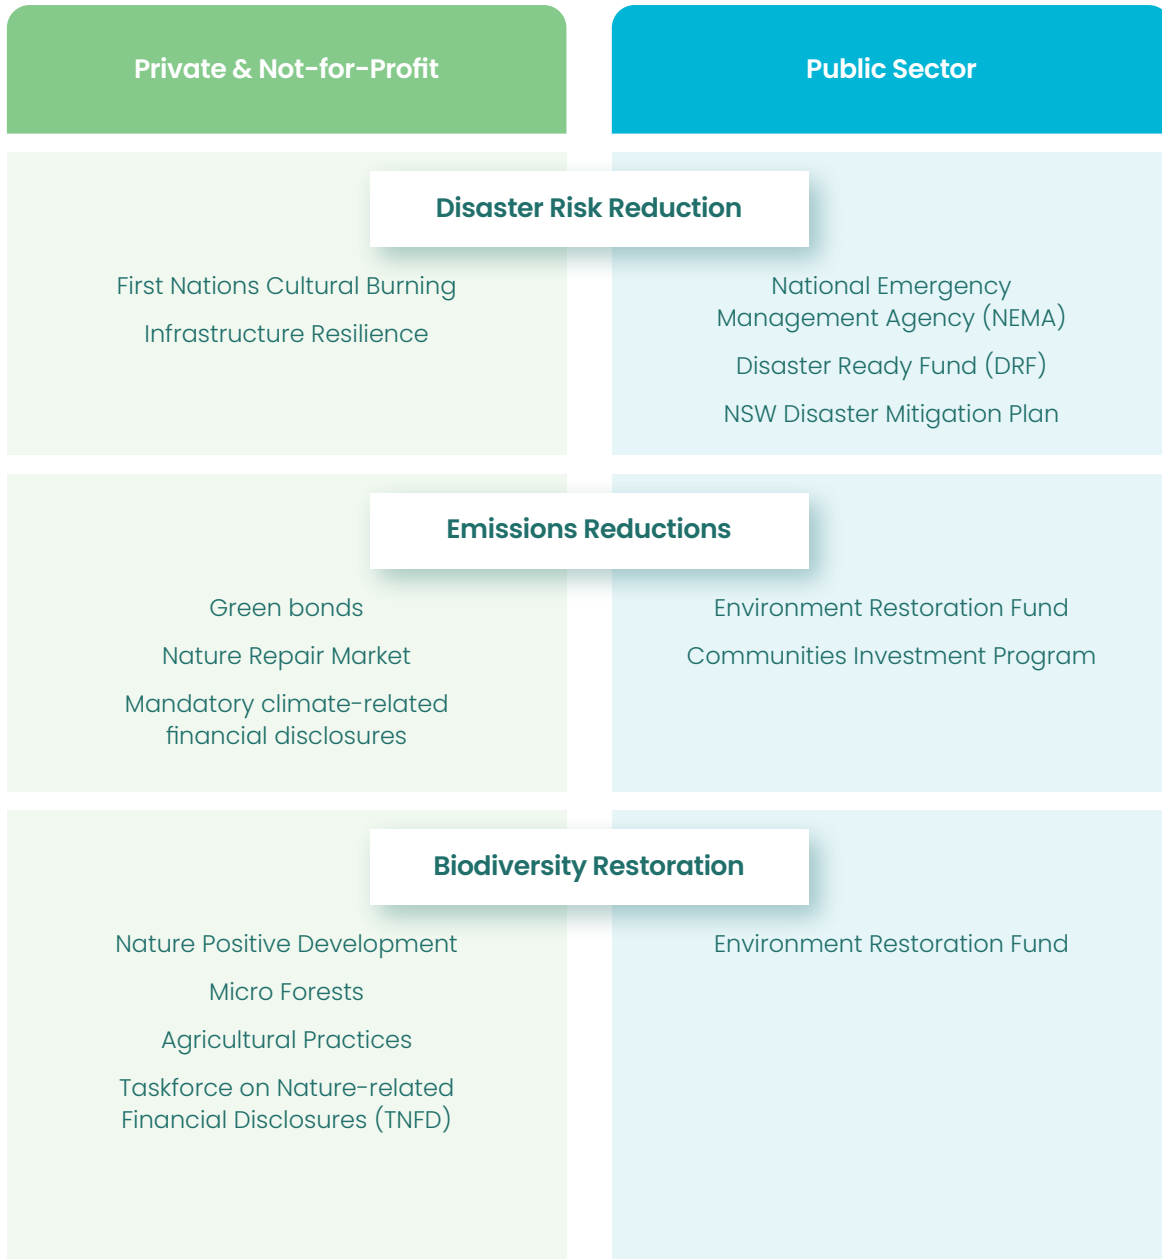 Private & Not-for-Profit
Public Sector
Disaster Risk Reduction
First Nations Cultural Burning
Infrastructure Resilience
National Emergency
Management Agency (NEMA)
Disaster Ready Fund (DRF)
NSW Disaster Mitigation Plan
Emissions Reductions
Green bonds
Nature Repair Market
Mandatory climate-related
financial disclosures
Environment Restoration Fund
Communities Investment Program
Biodiversity Restoration
Nature Positive Development
Micro Forests
Agricultural Practices
Taskforce on Nature-related
Financial Disclosures (TNFD)
Environment Restoration Fund